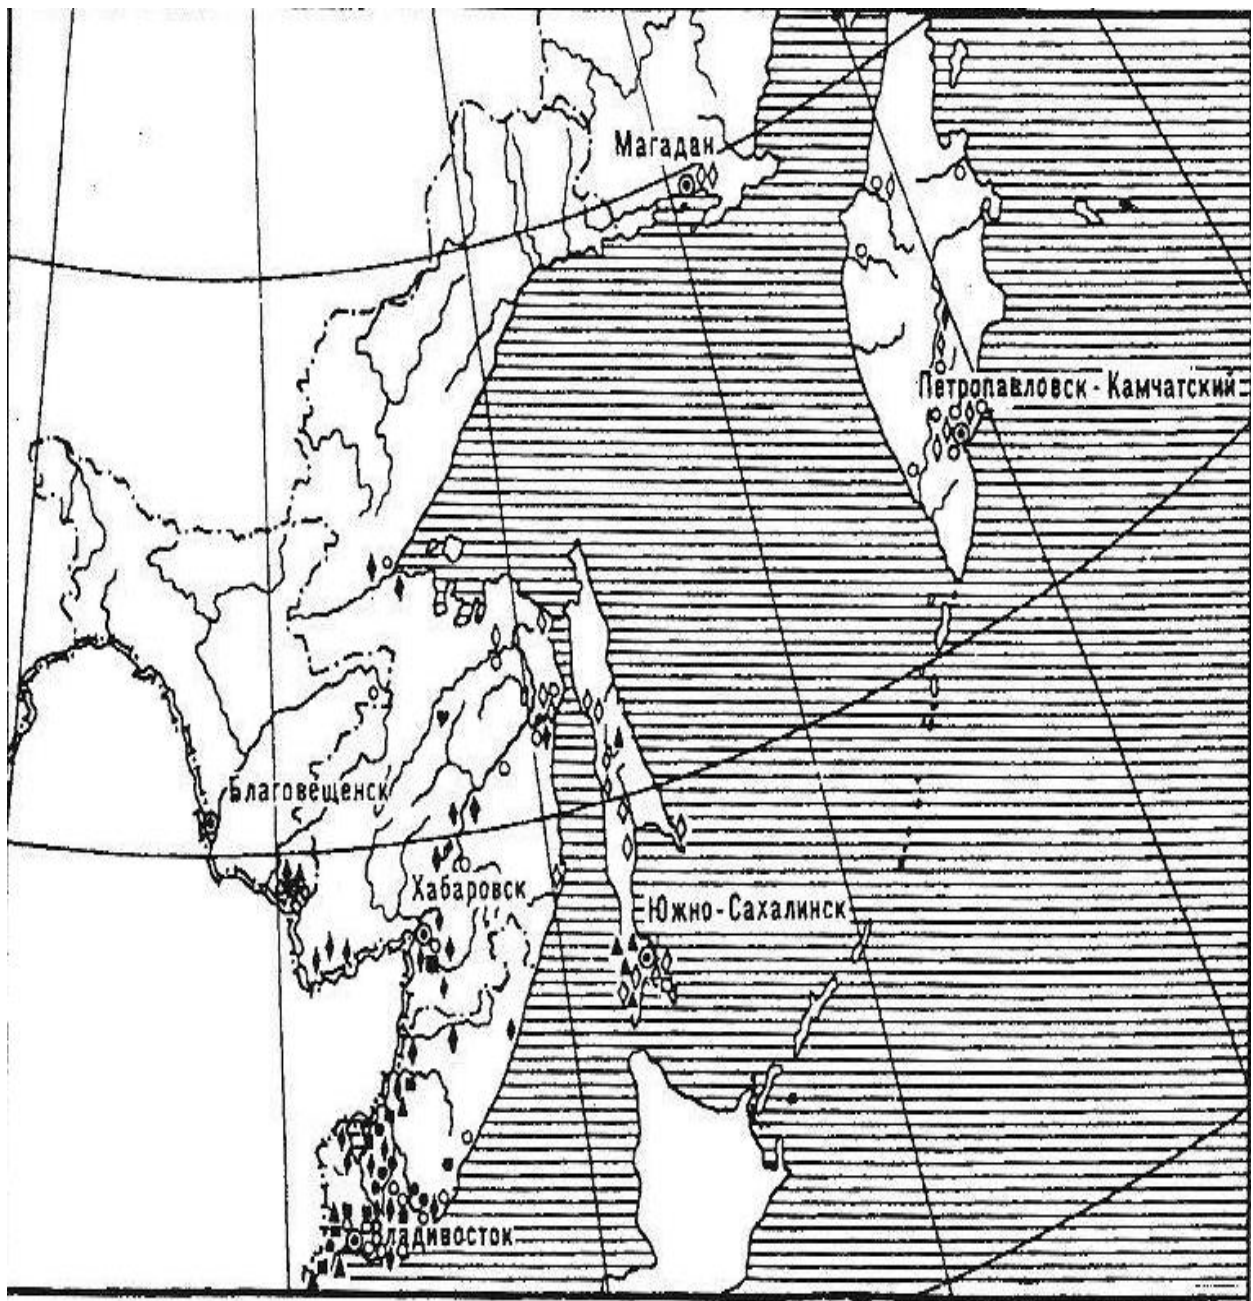 Магадан
Петропавловск-Камчатский
Благовещенск
Хабаровск
Южно-Сахалинск
Владивосток